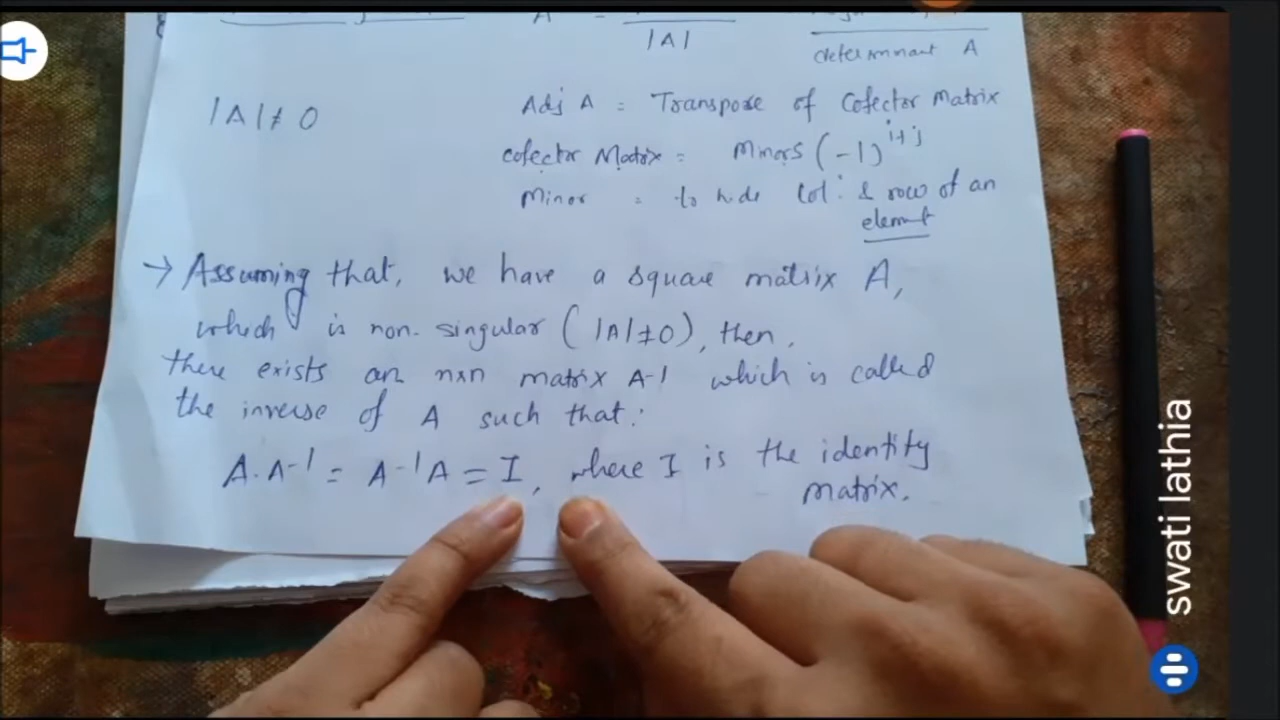 |A|
determinant A
|A| ≠ 0
Adj A = Transpose of Cofector Matrix
cofector Matrix = Minors (-1)^{i+j}
Minor = to hide Col: & row of an
element
→ Assuming that, we have a square matrix A,
which is non-singular (|A| ≠ 0), then,
there exists an nxn matrix A-1 which is called
the inverse of A such that:
A.A-1 = A-1A = I, where I is the identity
matrix.
swati lathia